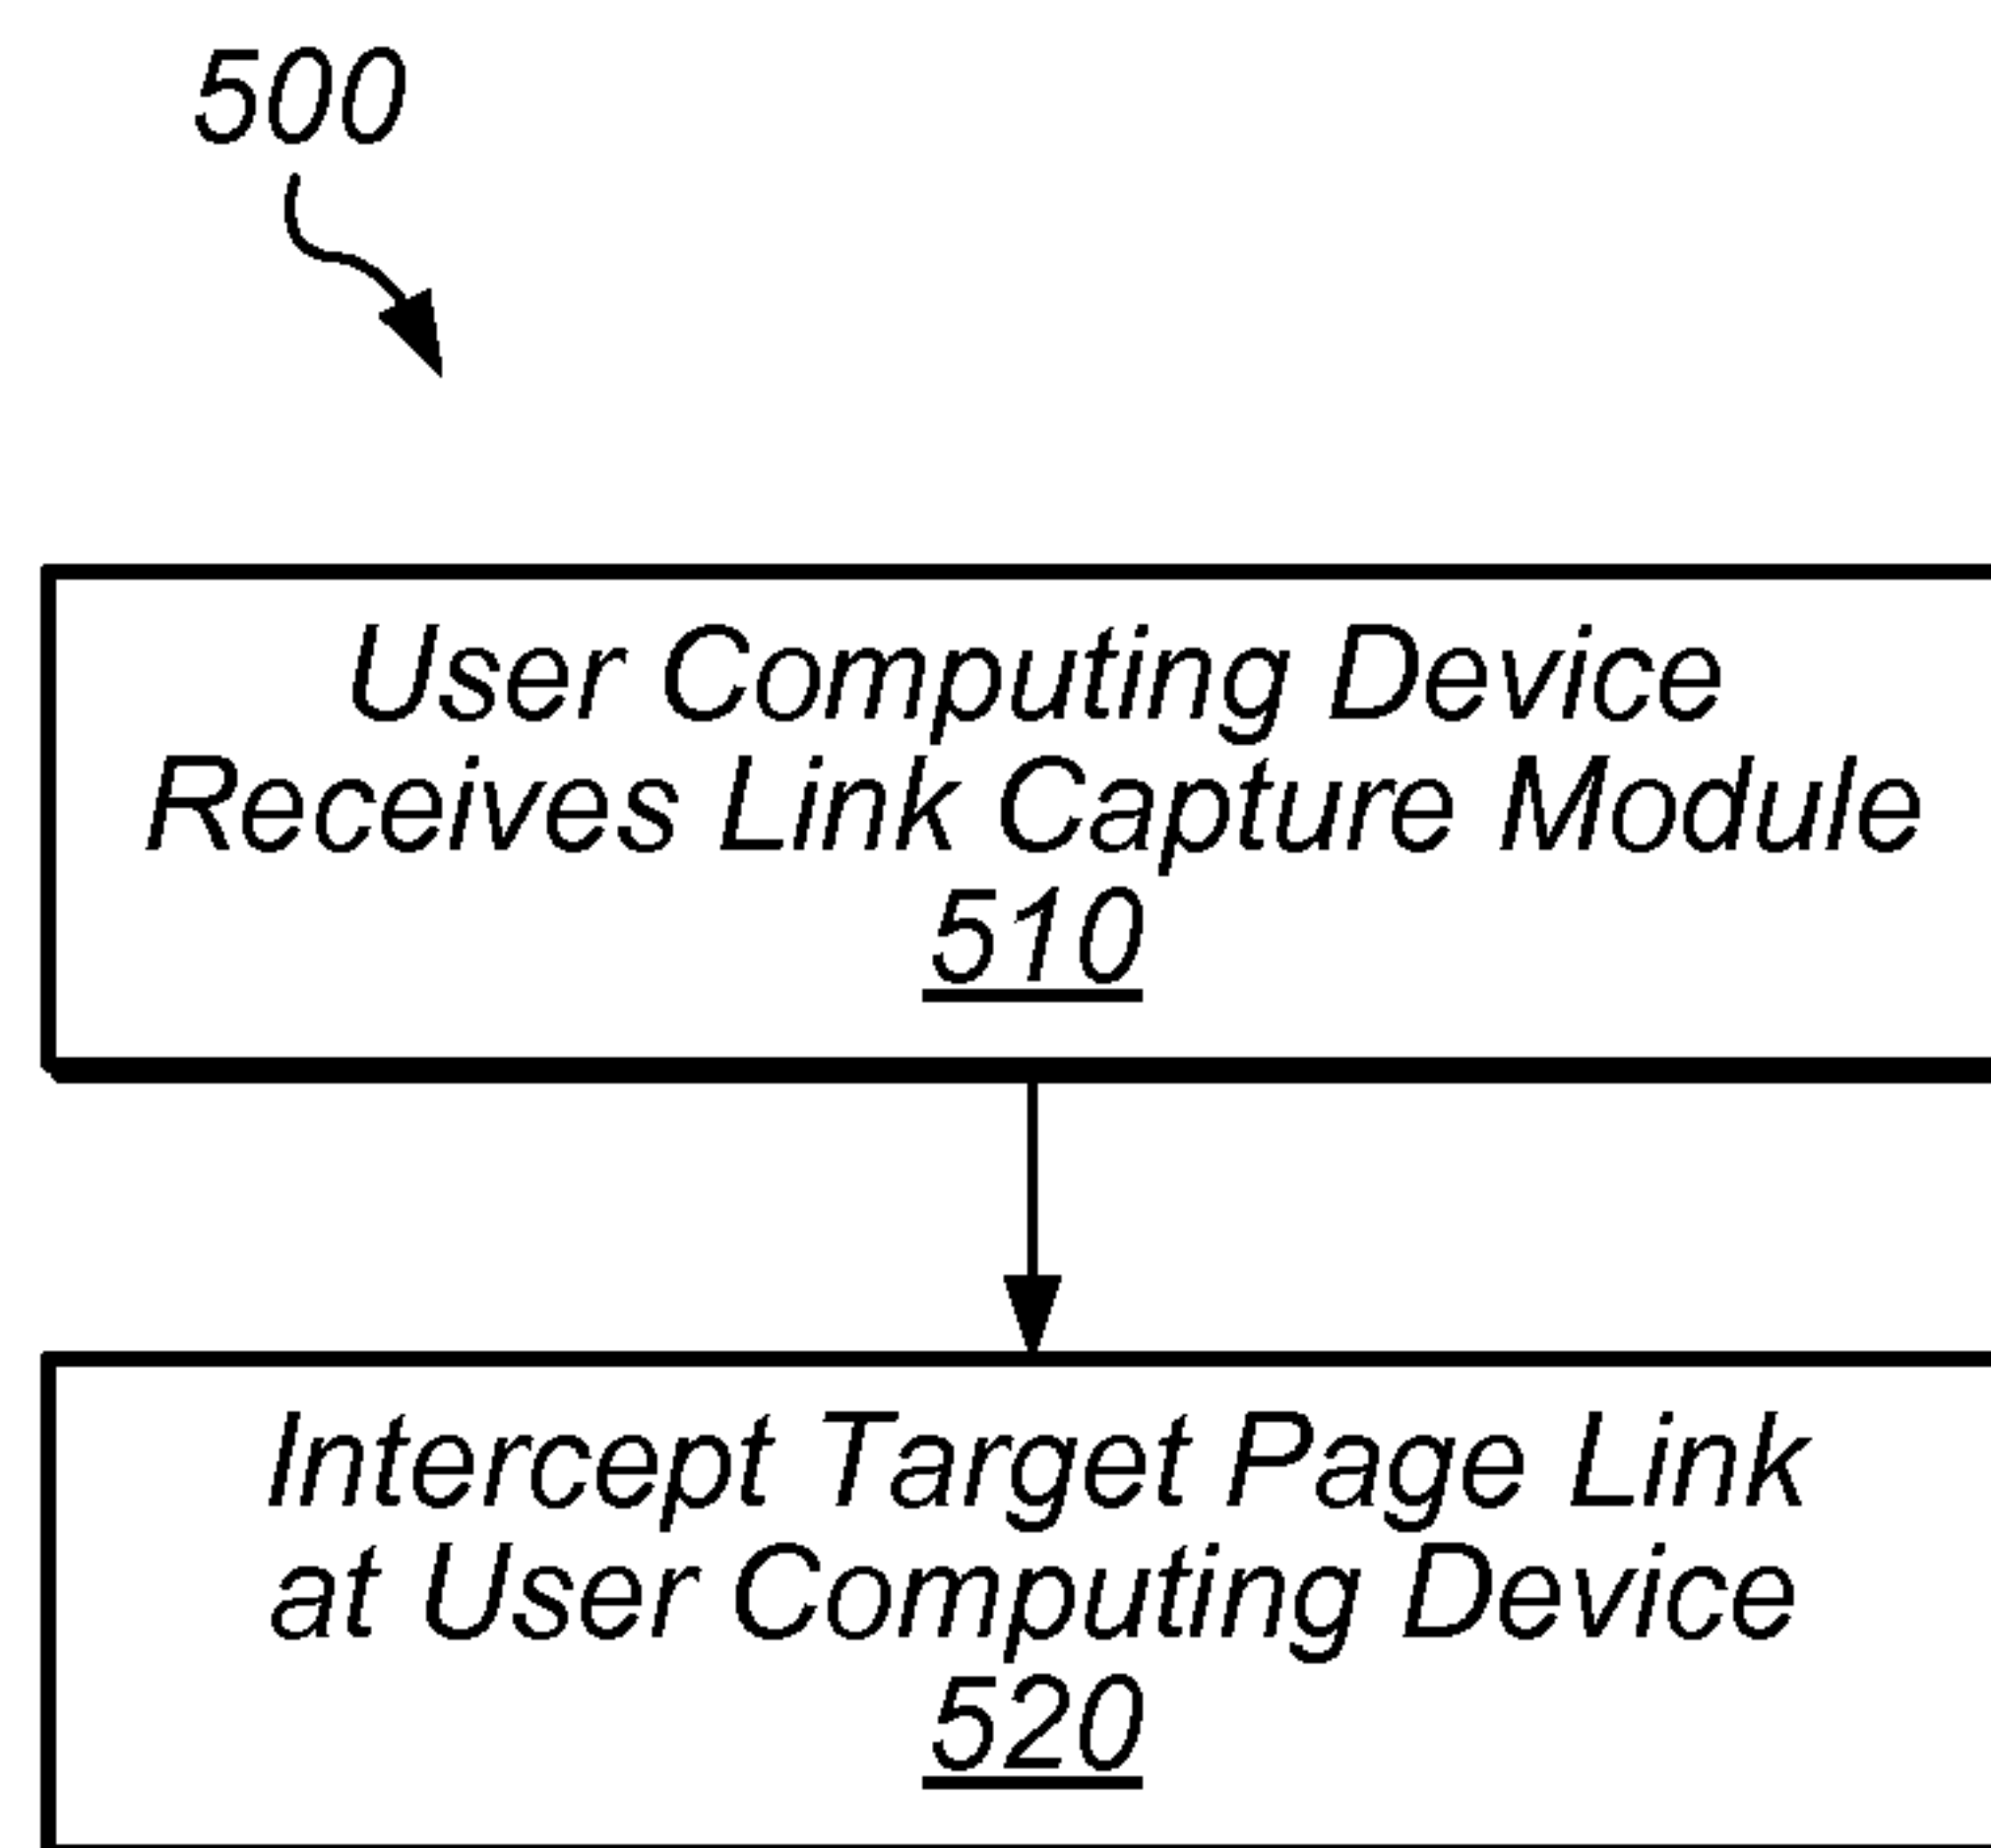 500
User Computing Device
Receives Link Capture Module
510
Intercept Target Page Link
at User Computing Device
520